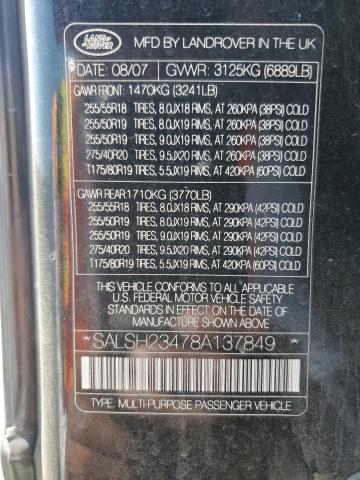 LAND ROVER
MFD BY LANDROVER IN THE UK
DATE: 08/07 GVWR: 3125KG (6889LB)
GAWR FRONT: 1470KG (3241LB)
255/55R18 TIRES, 8.0JX18 RIMS, AT 260KPA (38PSI) COLD
255/50R19 TIRES, 8.0JX19 RIMS, AT 260KPA (38PSI) COLD
255/50R19 TIRES, 9.0JX19 RIMS, AT 260KPA (38PSI) COLD
275/40R20 TIRES, 9.5JX20 RIMS, AT 260KPA (38PSI) COLD
T175/80R19 TIRES, 5.5JX19 RIMS, AT 420KPA (60PSI) COLD
GAWR REAR: 1710KG (3770LB)
255/55R18 TIRES, 8.0JX18 RIMS, AT 290KPA (42PSI) COLD
255/50R19 TIRES, 8.0JX19 RIMS, AT 290KPA (42PSI) COLD
255/50R19 TIRES, 9.0JX19 RIMS, AT 290KPA (42PSI) COLD
275/40R20 TIRES, 9.5JX20 RIMS, AT 290KPA (42PSI) COLD
T175/80R19 TIRES, 5.5JX19 RIMS, AT 420KPA (60PSI) COLD
THIS VEHICLE CONFORMS TO ALL APPLICABLE
U.S. FEDERAL MOTOR VEHICLE SAFETY
STANDARDS IN EFFECT ON THE DATE OF
MANUFACTURE SHOWN ABOVE.
*SALSH23478A137849*
TYPE: MULTI-PURPOSE PASSENGER VEHICLE